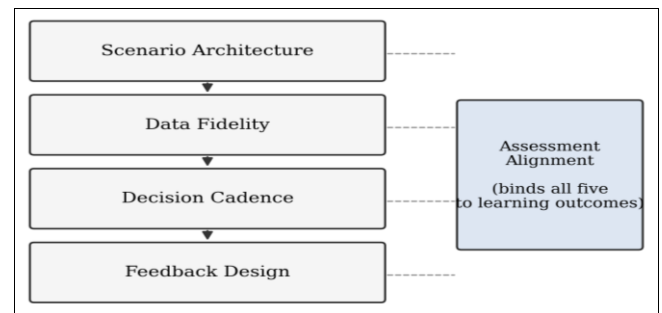 Scenario Architecture
Data Fidelity
Decision Cadence
Feedback Design
Assessment
Alignment
(binds all five
to learning outcomes)